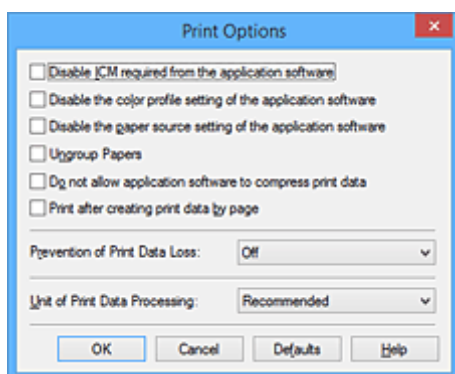 Print Options
Disable ICM required from the application software
Disable the color profile setting of the application software
Disable the paper source setting of the application software
Ungroup Papers
Do not allow application software to compress print data
Print after creating print data by page
Prevention of Print Data Loss: Off
Unit of Print Data Processing: Recommended
OK Cancel Defaults Help